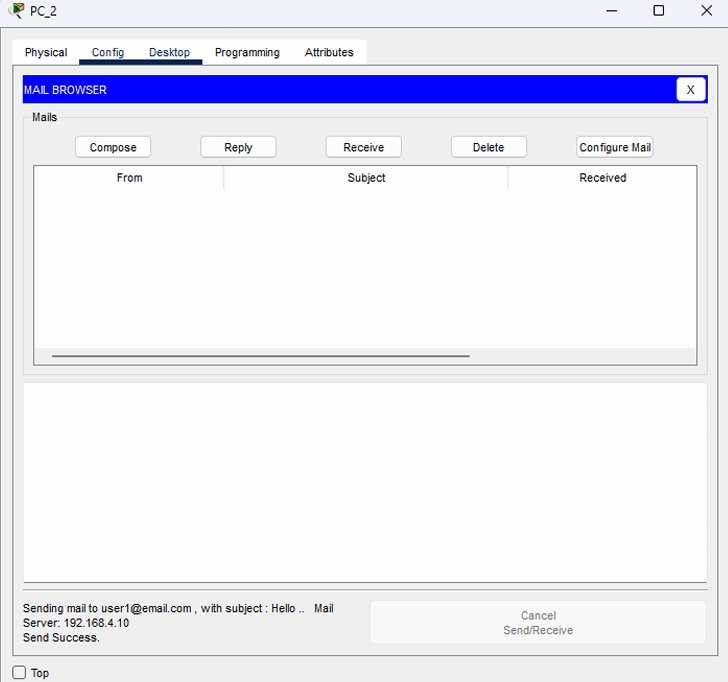 PC_2
Physical Config Desktop Programming Attributes
MAIL BROWSER X
Mails
Compose Reply Receive Delete Configure Mail
From Subject Received
Sending mail to user1@email.com , with subject : Hello .. Mail
Server: 192.168.4.10
Send Success.
Cancel
Send/Receive
Top